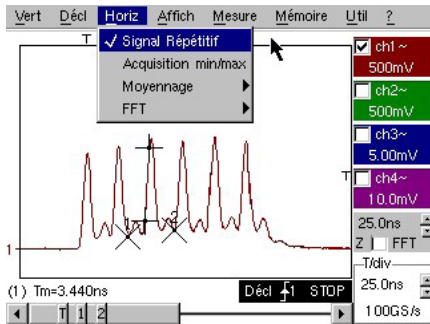 Vert Décl Horiz Affich Mesure Mémoire Util ?
T
✓ Signal Répétitif
Acquisition min/max
Moyennage
FFT
ch1~
500mV
ch2~
500mV
ch3~
5.00mV
T
ch4~
10.0mV
1
2
1
25.0ns
Z FFT
T/div
25.0ns
100GS/s
(1) Tm=3.440ns
Décl 1 STOP
T 1 2